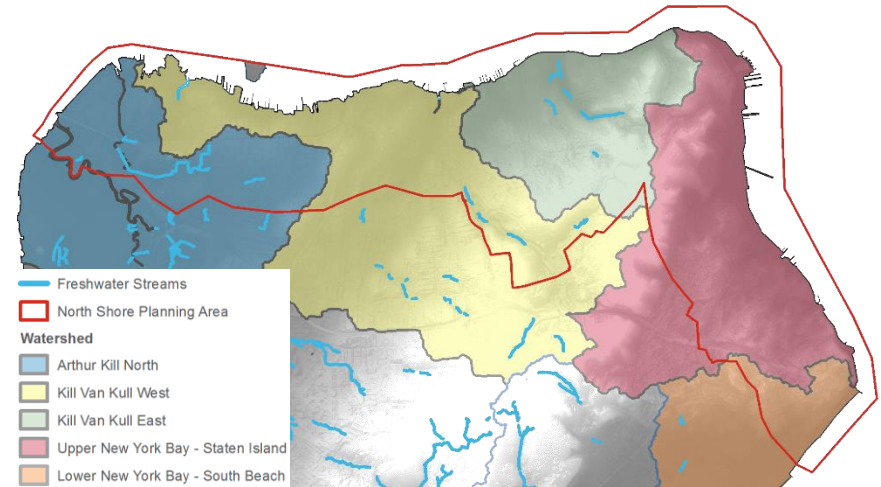 Freshwater Streams
North Shore Planning Area
Watershed
Arthur Kill North
Kill Van Kull West
Kill Van Kull East
Upper New York Bay - Staten Island
Lower New York Bay - South Beach